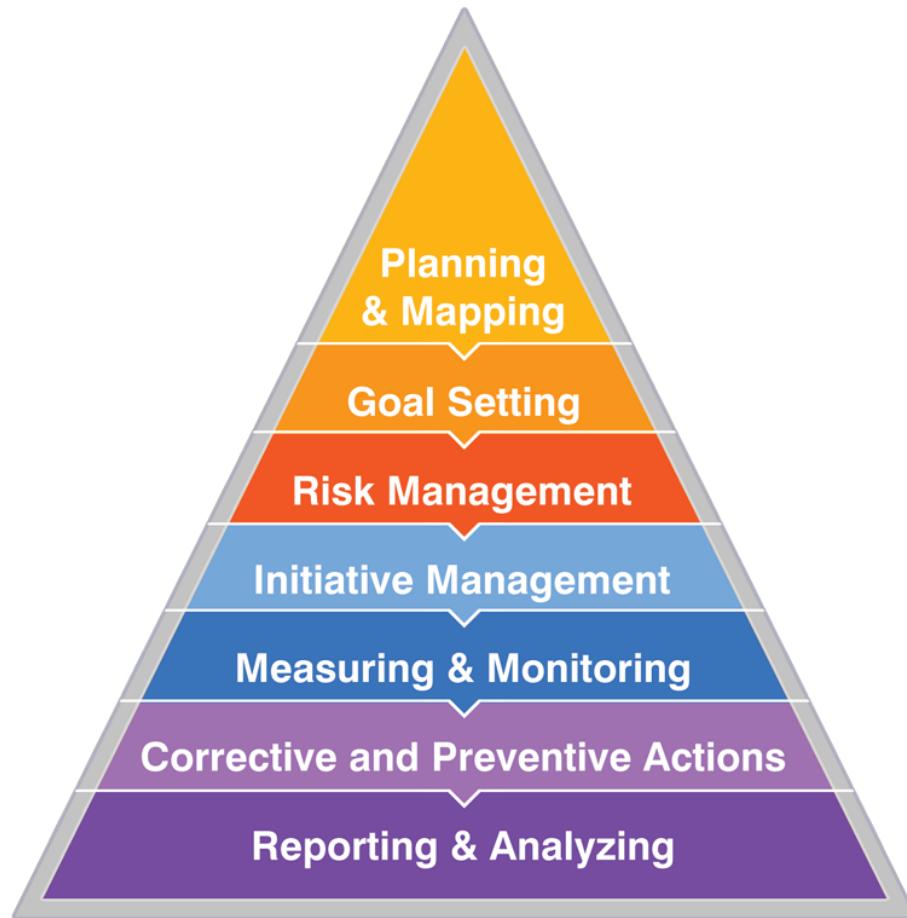 Planning
& Mapping
Goal Setting
Risk Management
Initiative Management
Measuring & Monitoring
Corrective and Preventive Actions
Reporting & Analyzing